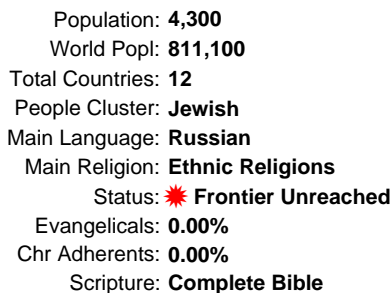 Population: 4,300
World Popl: 811,100
Total Countries: 12
People Cluster: Jewish
Main Language: Russian
Main Religion: Ethnic Religions
Status: Frontier Unreached
Evangelicals: 0.00%
Chr Adherents: 0.00%
Scripture: Complete Bible